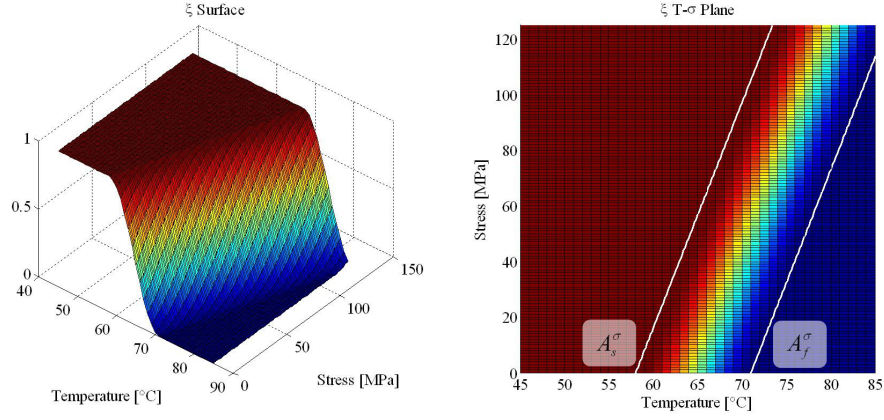 ξ Surface
1
0.5
0
40
50
60
70
80
90
0
50
100
150
Temperature [°C]
Stress [MPa]
ξ T-σ Plane
120
100
80
60
40
20
0
Stress [MPa]
A_s^σ
A_f^σ
45 50 55 60 65 70 75 80 85
Temperature [°C]